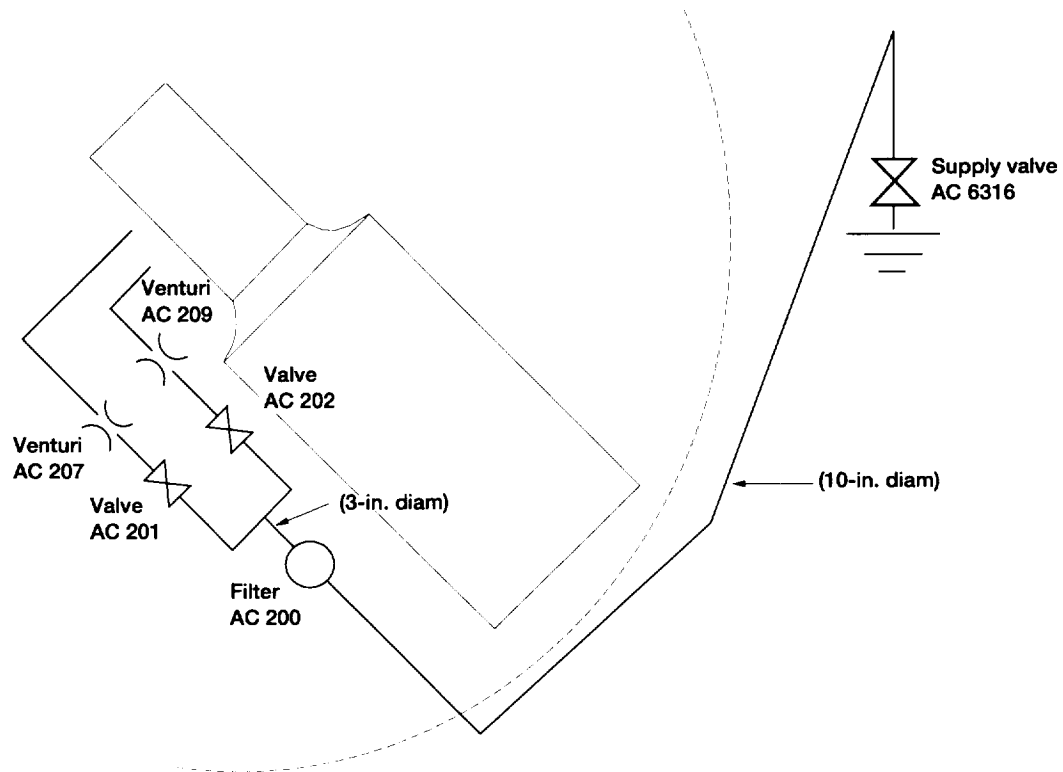 Supply valve
AC 6316
Venturi
AC 209
Valve
AC 202
Venturi
AC 207
Valve
AC 201
(3-in. diam)
(10-in. diam)
Filter
AC 200